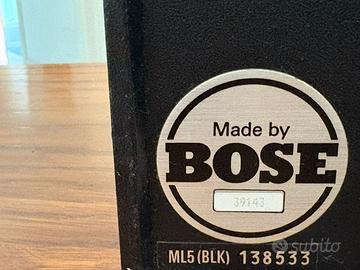 Made by
BOSE
39143
subito
ML5 (BLK) 138533